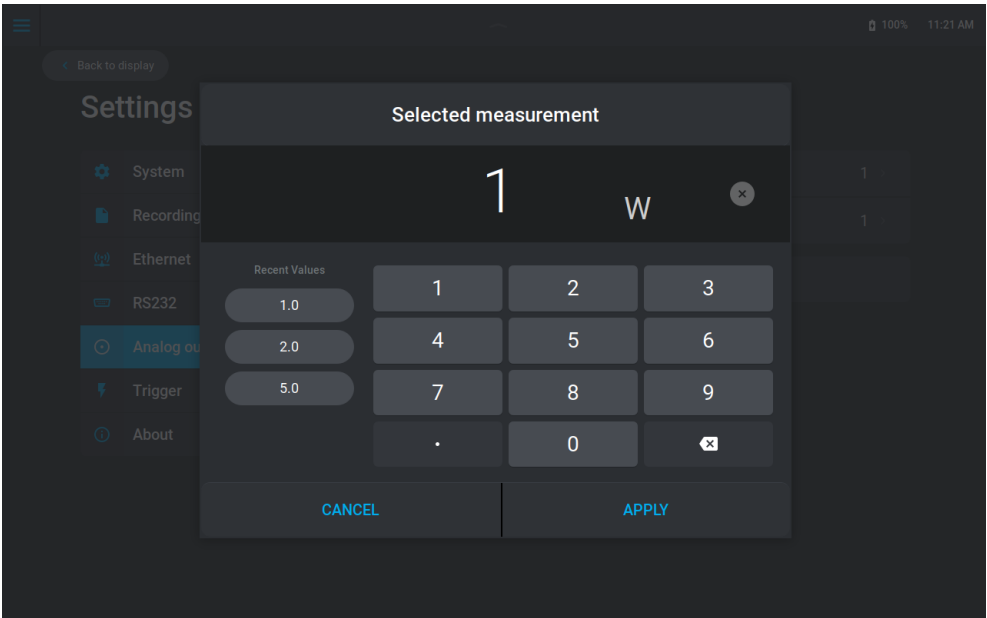 100% 11:21 AM
Back to display
Settings
Selected measurement
1 W
System
1
Recording
1
Ethernet
RS232
Analog ou
Trigger
About
Recent Values
1.0
2.0
5.0
1 2 3
4 5 6
7 8 9
. 0
CANCEL APPLY